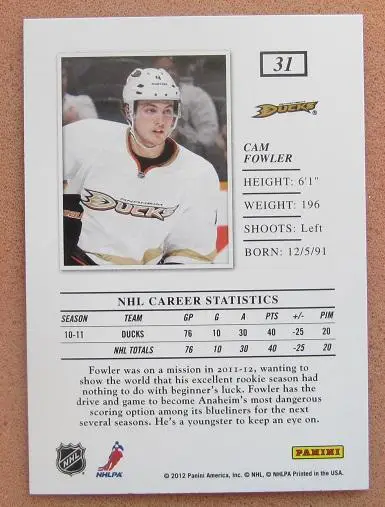 31
DUCKS®
CAM
FOWLER
HEIGHT: 6'1"
WEIGHT: 196
SHOOTS: Left
BORN: 12/5/91
DUCKS
NHL CAREER STATISTICS
SEASON TEAM GP G A PTS +/- PIM
10-11 DUCKS 76 10 30 40 -25 20
NHL TOTALS 76 10 30 40 -25 20
Fowler was on a mission in 2011-12, wanting to
show the world that his excellent rookie season had
nothing to do with beginner's luck. Fowler has the
drive and game to become Anaheim's most dangerous
scoring option among its blueliners for the next
several seasons. He's a youngster to keep an eye on.
NHL
NHLPA
PANINI
© 2012 Panini America, Inc. © NHL, © NHLPA Printed in the USA.